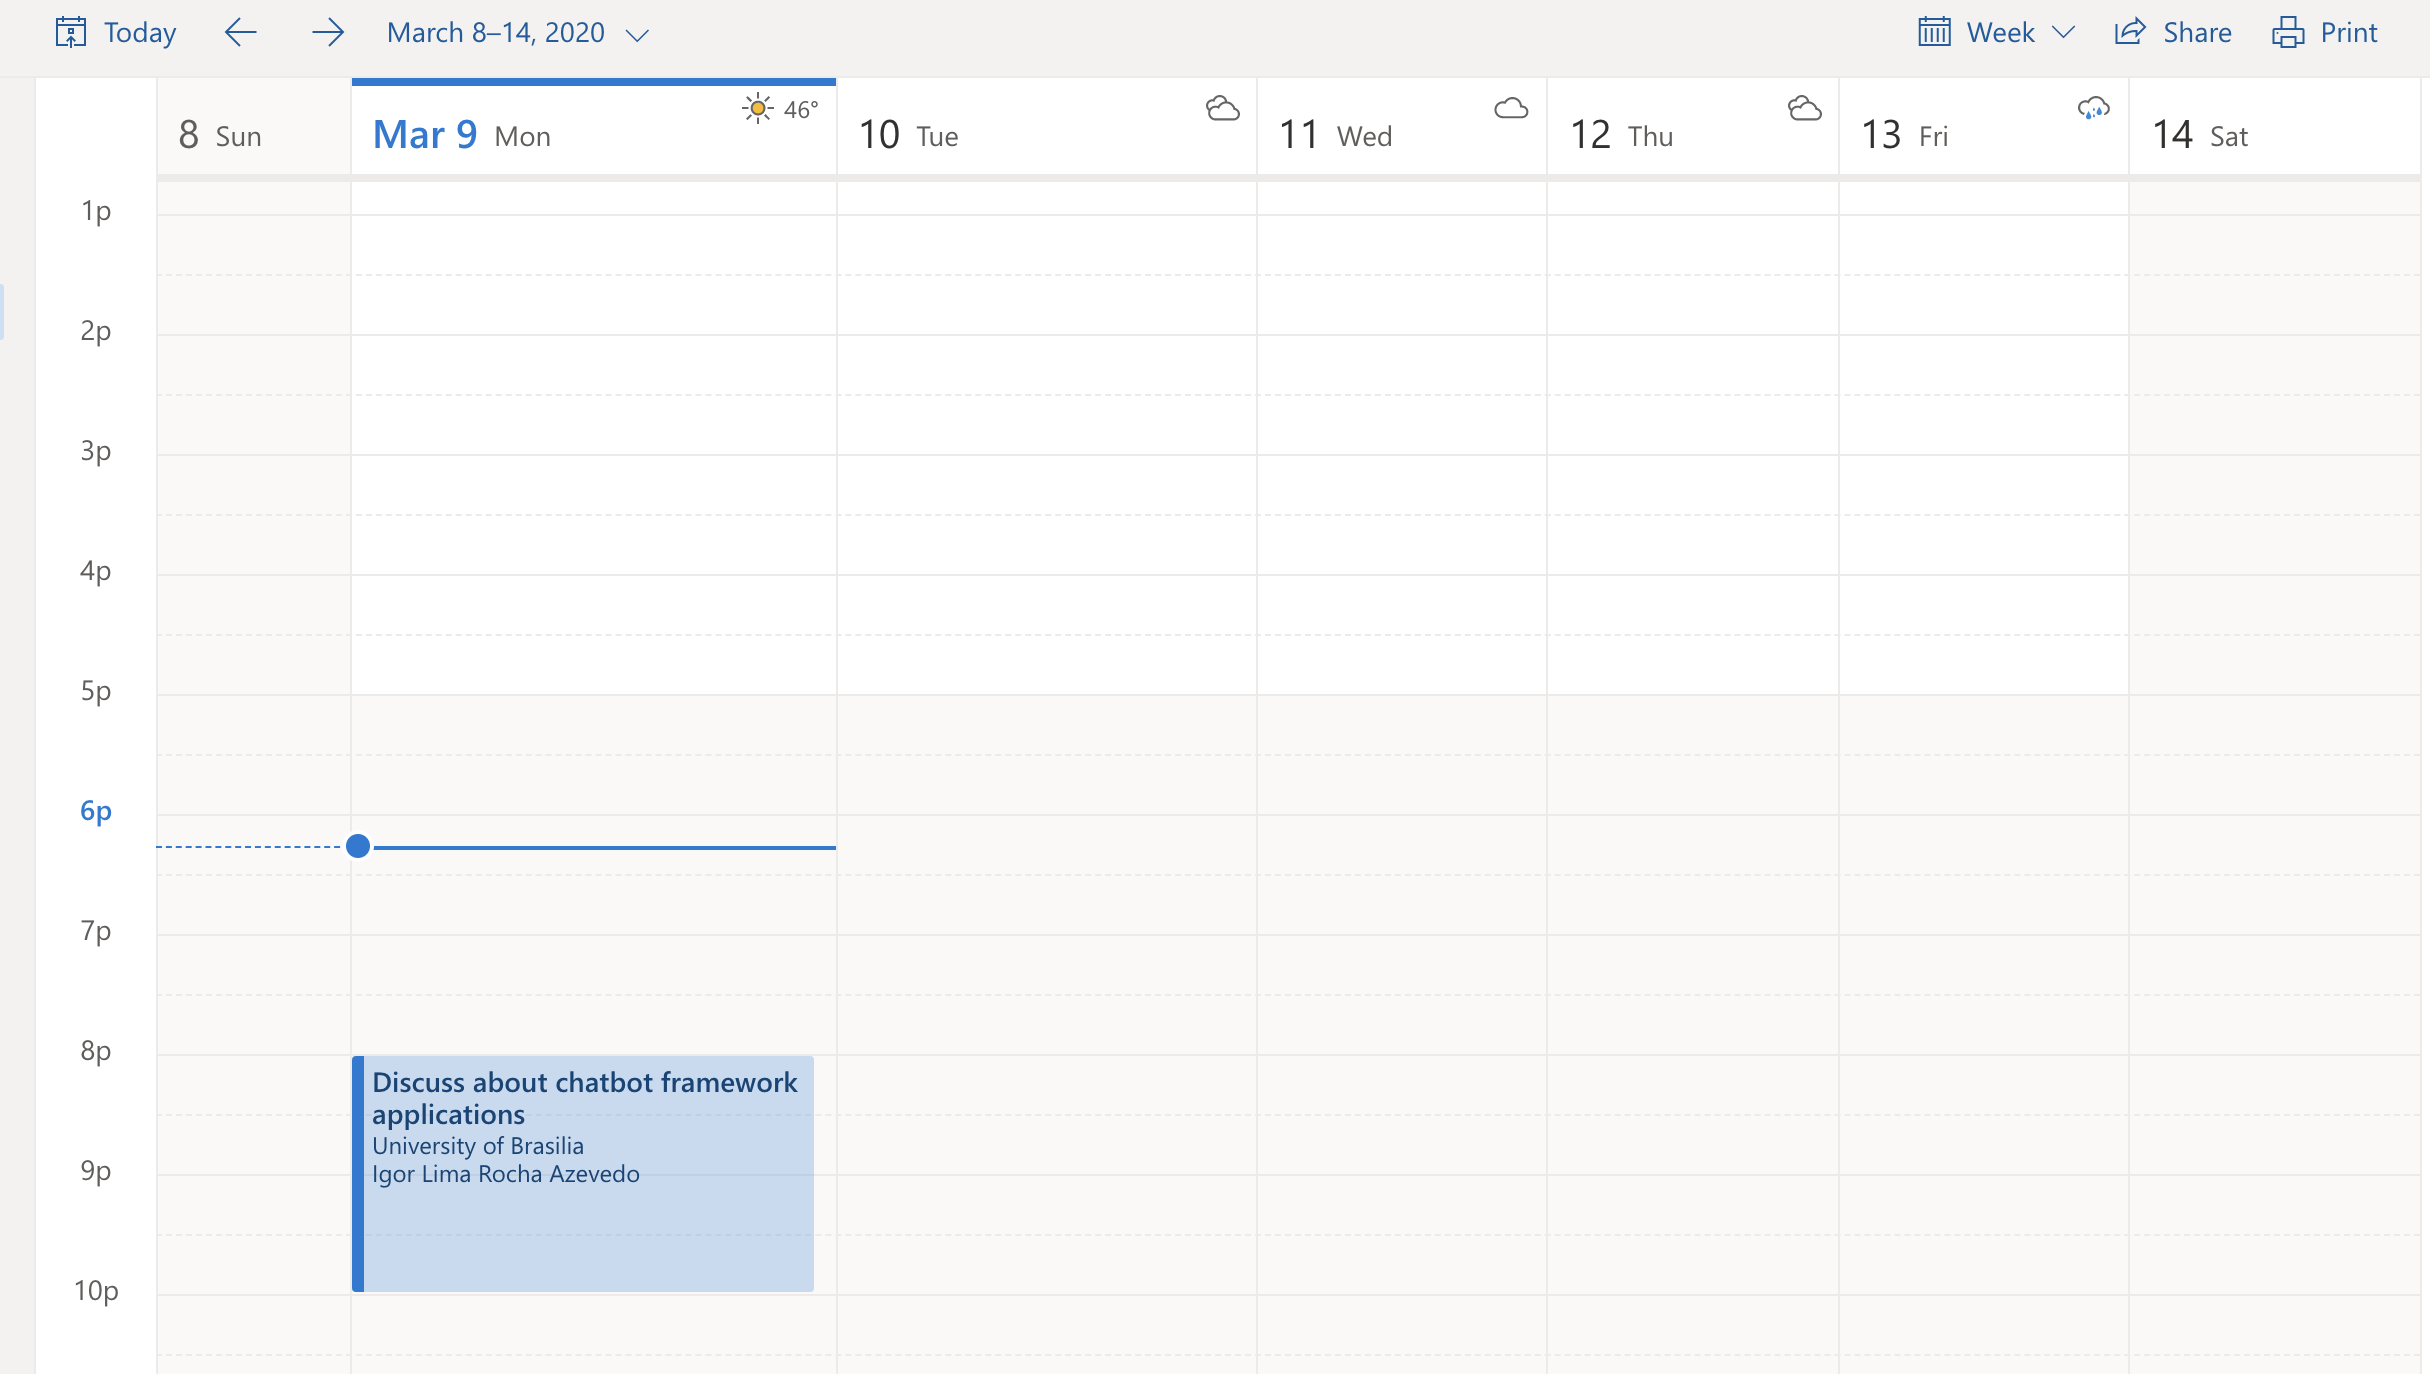 Today March 8–14, 2020 Week Share Print
8 Sun Mar 9 Mon 46° 10 Tue 11 Wed 12 Thu 13 Fri 14 Sat
1p
2p
3p
4p
5p
6p
7p
8p
Discuss about chatbot framework
applications
University of Brasilia
9p
Igor Lima Rocha Azevedo
10p